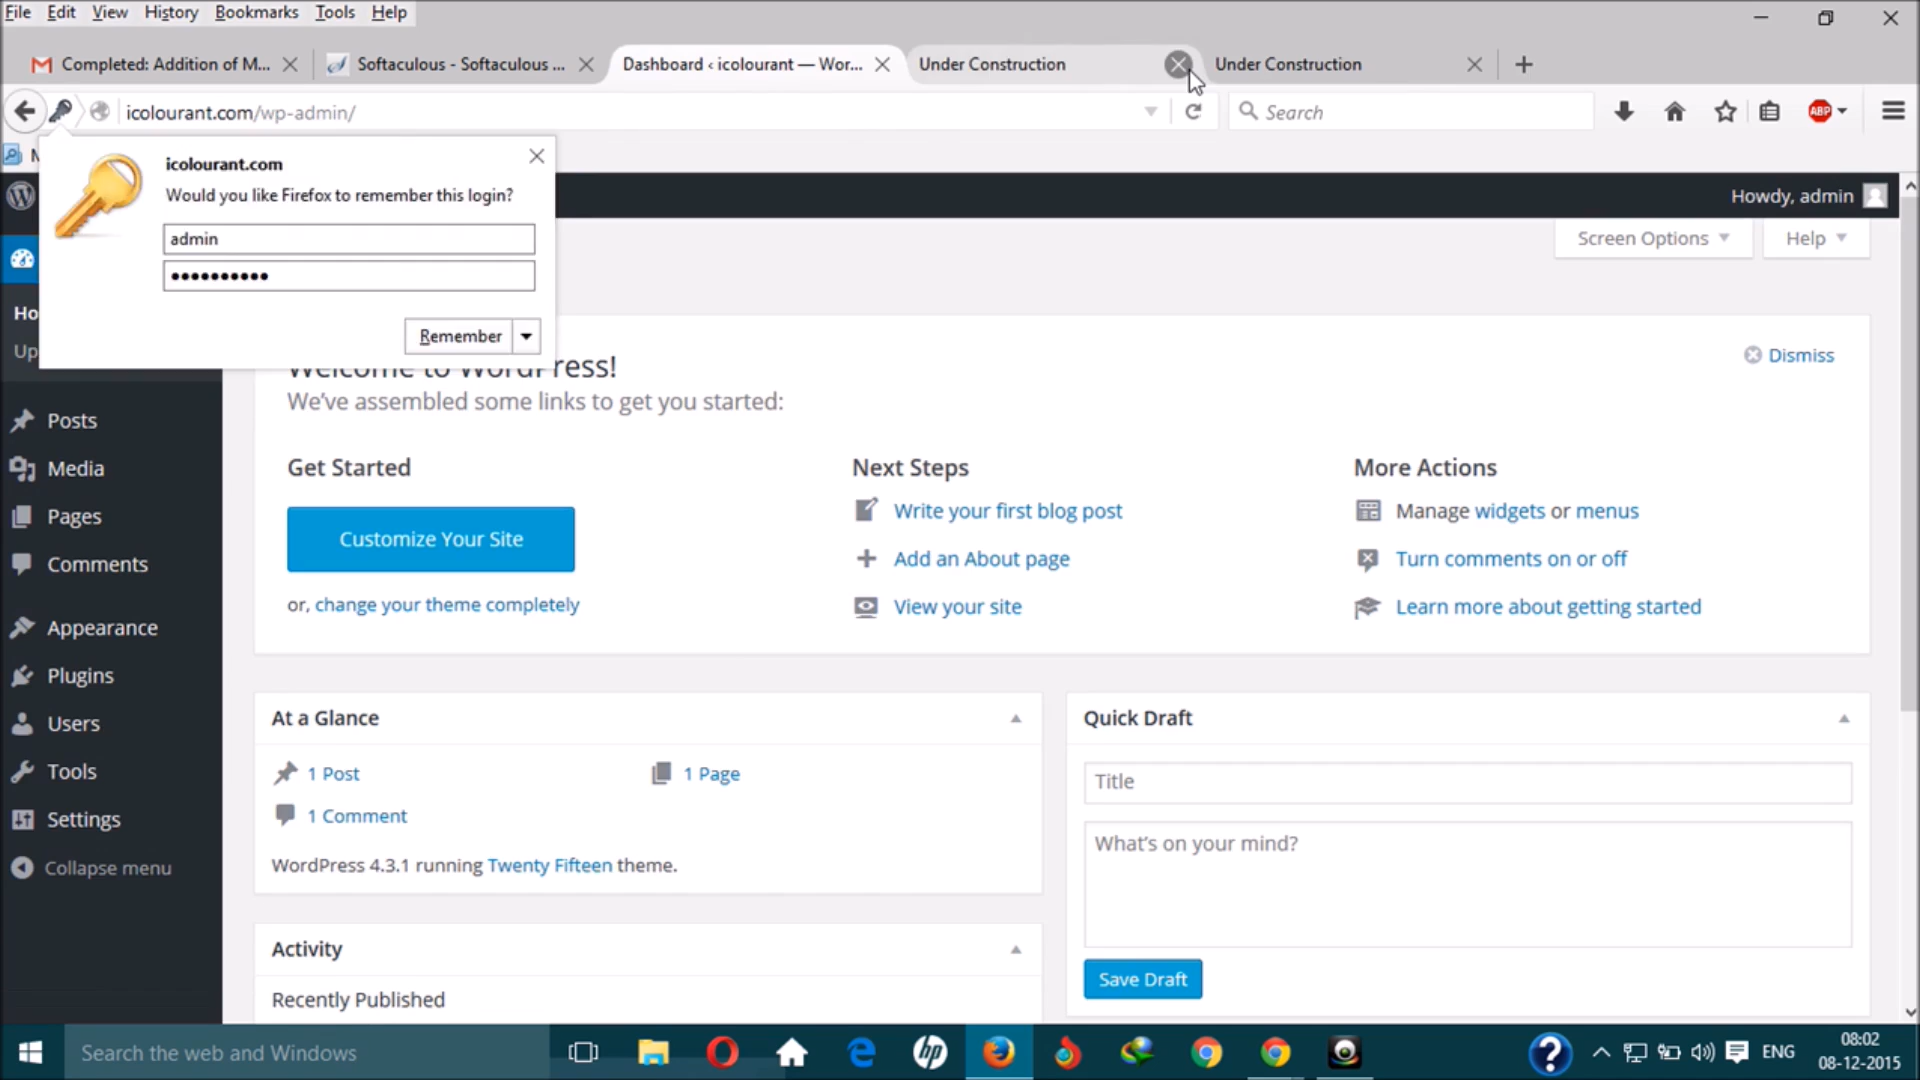 File Edit View History Bookmarks Tools Help
Completed: Addition of M... Softaculous - Softaculous ... Dashboard ‹ icolourant — Wor... Under Construction Under Construction
icolourant.com/wp-admin/ Search ABP
icolourant.com
Would you like Firefox to remember this login?
admin
••••••••••
Remember
Howdy, admin
Screen Options Help
Ho
Up
Posts
Media
Pages
Comments
Appearance
Plugins
Users
Tools
Settings
Collapse menu
Welcome to WordPress!
Dismiss
We've assembled some links to get you started:
Get Started
Customize Your Site
or, change your theme completely
Next Steps
Write your first blog post
Add an About page
View your site
More Actions
Manage widgets or menus
Turn comments on or off
Learn more about getting started
At a Glance
1 Post 1 Page
1 Comment
WordPress 4.3.1 running Twenty Fifteen theme.
Activity
Recently Published
Quick Draft
Title
What's on your mind?
Save Draft
Search the web and Windows
hp
ENG
08:02
08-12-2015